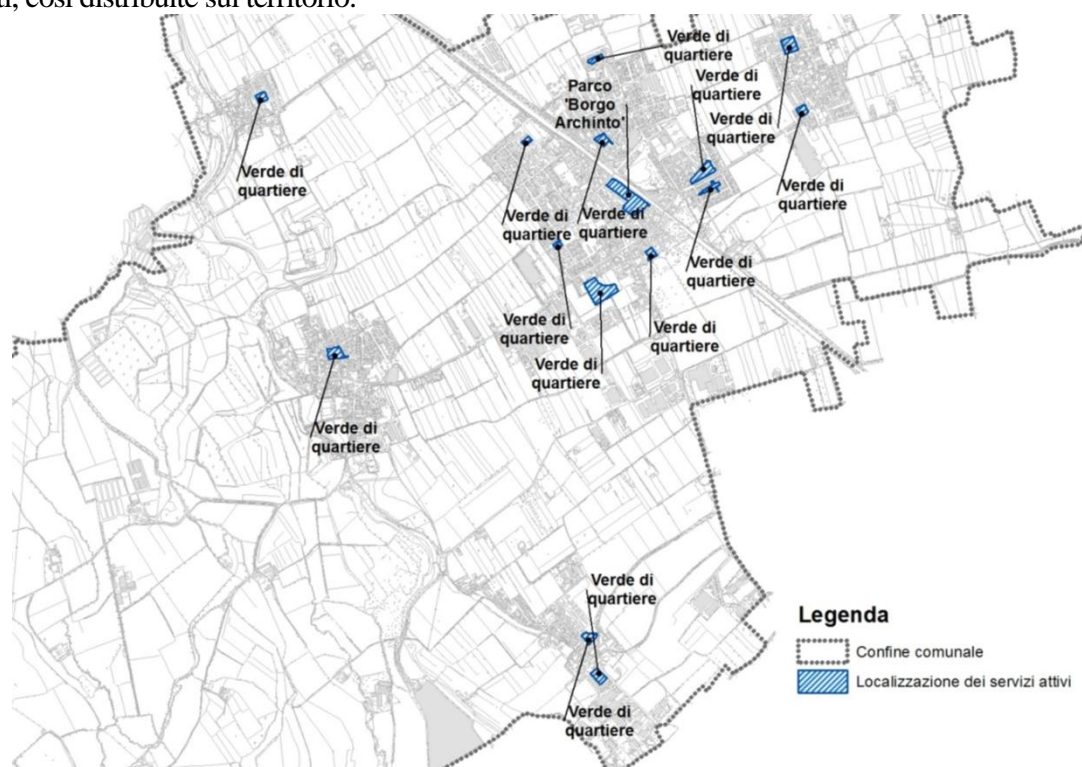 ti, così distribuite sul territorio:
Verde di
quartiere
Verde di
quartiere
Parco
'Borgo
Archinto'
Verde di
quartiere
Verde di
quartiere
Verde di
quartiere
Verde di
quartiere
Verde di
quartiere
Verde di
quartiere
Verde di
quartiere
Verde di
quartiere
Verde di
quartiere
Verde di
quartiere
Verde di
quartiere
Verde di
quartiere
Legenda
Confine comunale
Localizzazione dei servizi attivi
Verde di
quartiere